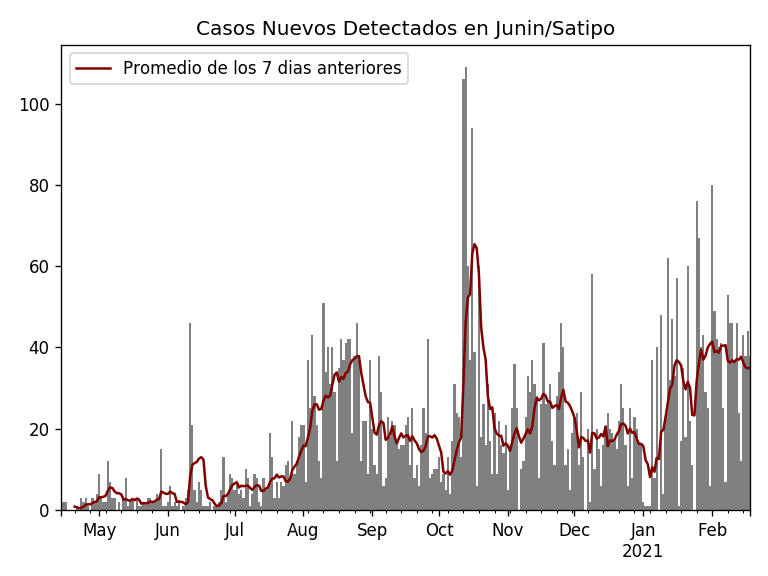 Casos Nuevos Detectados en Junin/Satipo
Promedio de los 7 dias anteriores
100
80
60
40
20
0
May Jun Jul Aug Sep Oct Nov Dec Jan Feb
2021